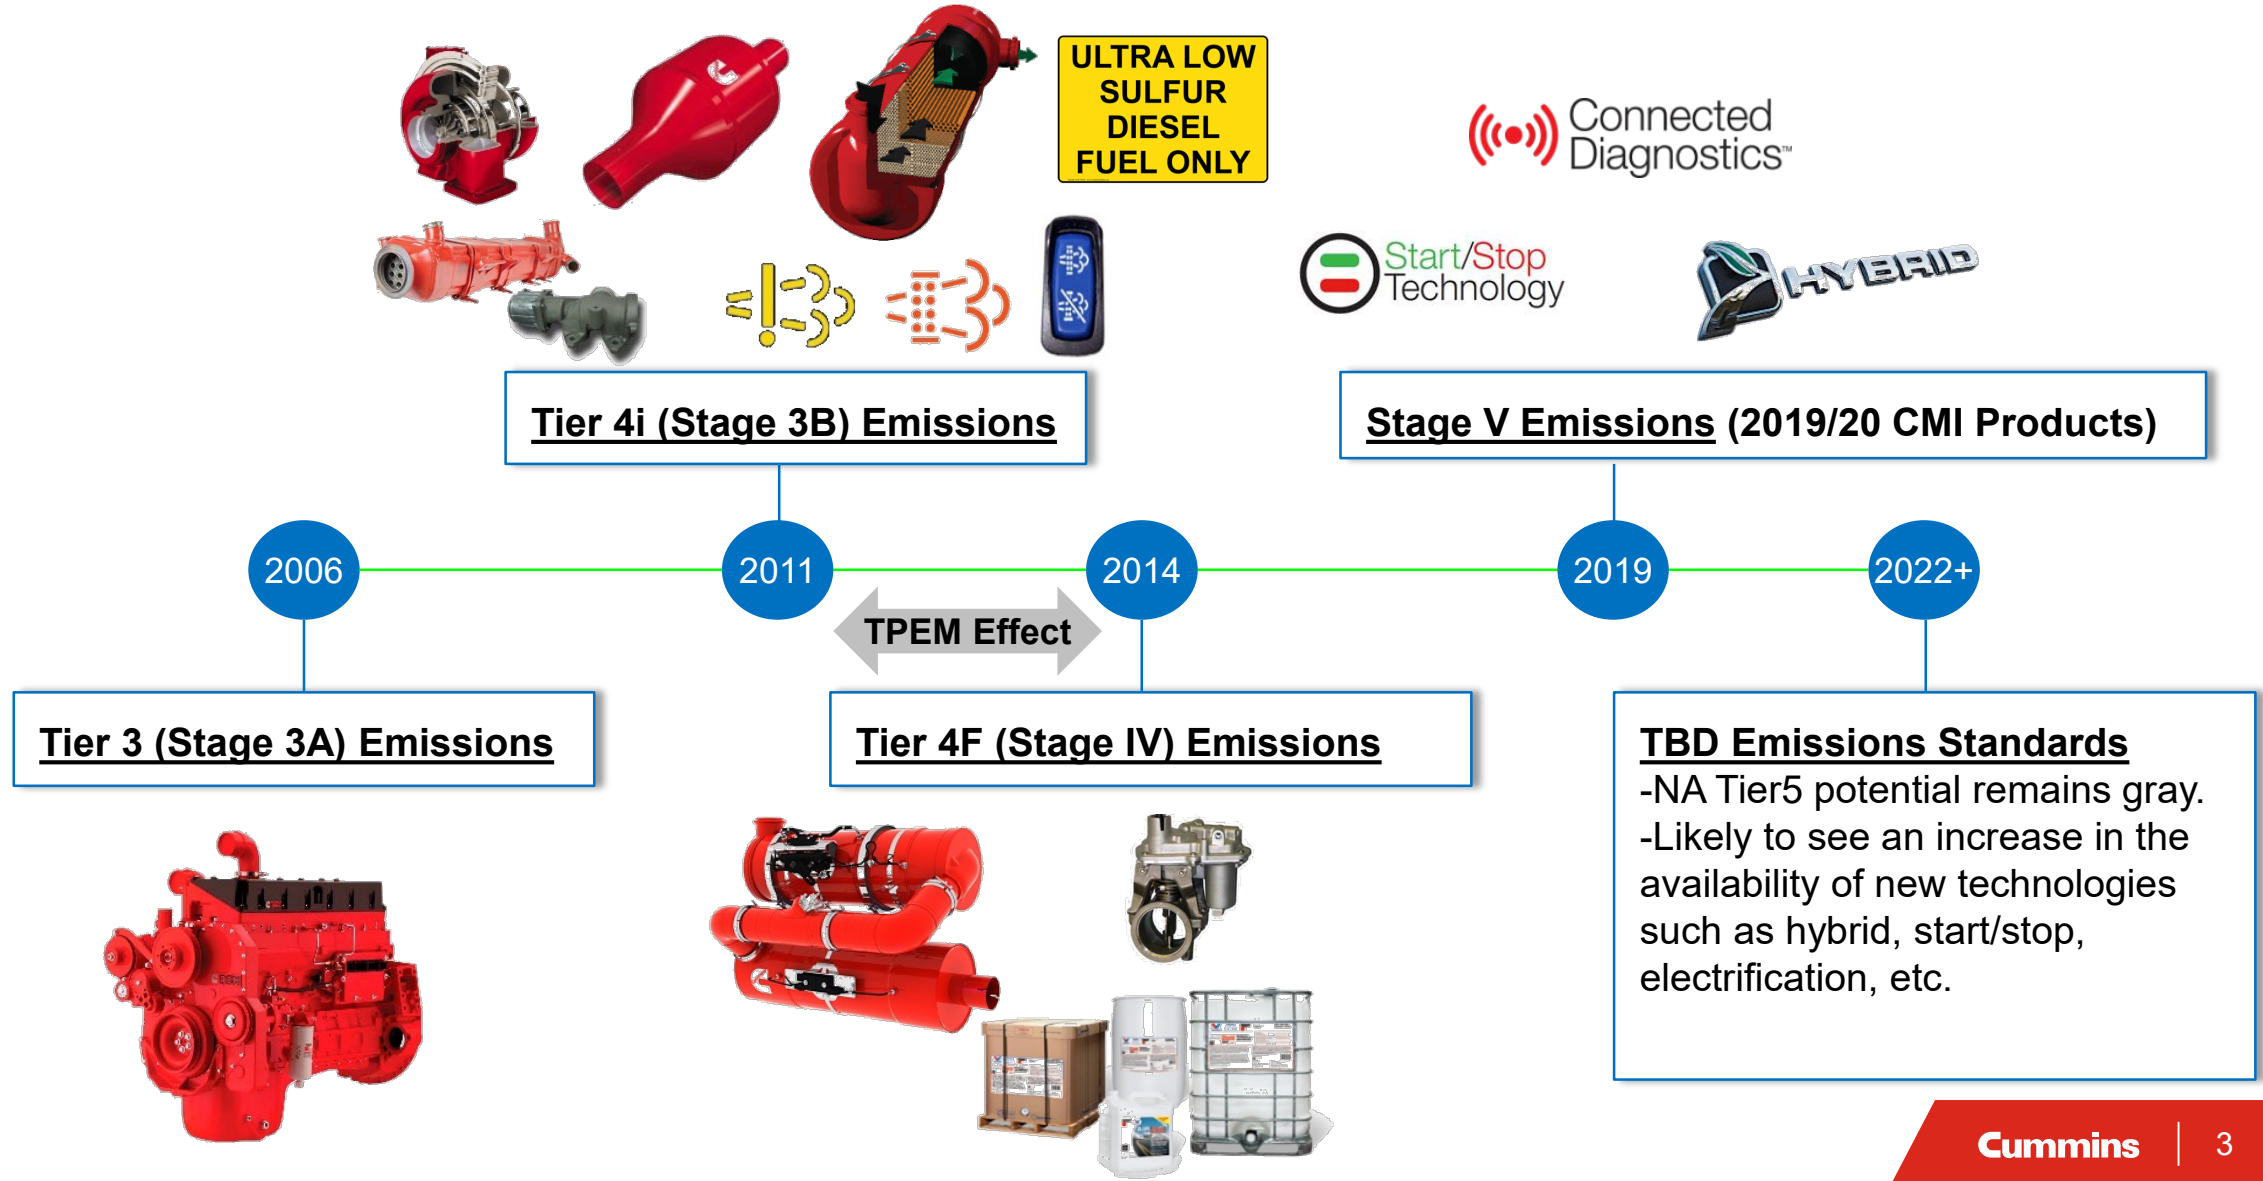 ULTRA LOW
SULFUR
DIESEL
FUEL ONLY
Connected
Diagnostics™
Start/Stop
Technology
HYBRID
Tier 4i (Stage 3B) Emissions
Stage V Emissions (2019/20 CMI Products)
2006
2011
2014
2019
2022+
TPEM Effect
Tier 3 (Stage 3A) Emissions
Tier 4F (Stage IV) Emissions
TBD Emissions Standards
-NA Tier5 potential remains gray.
-Likely to see an increase in the
availability of new technologies
such as hybrid, start/stop,
electrification, etc.
Cummins
3